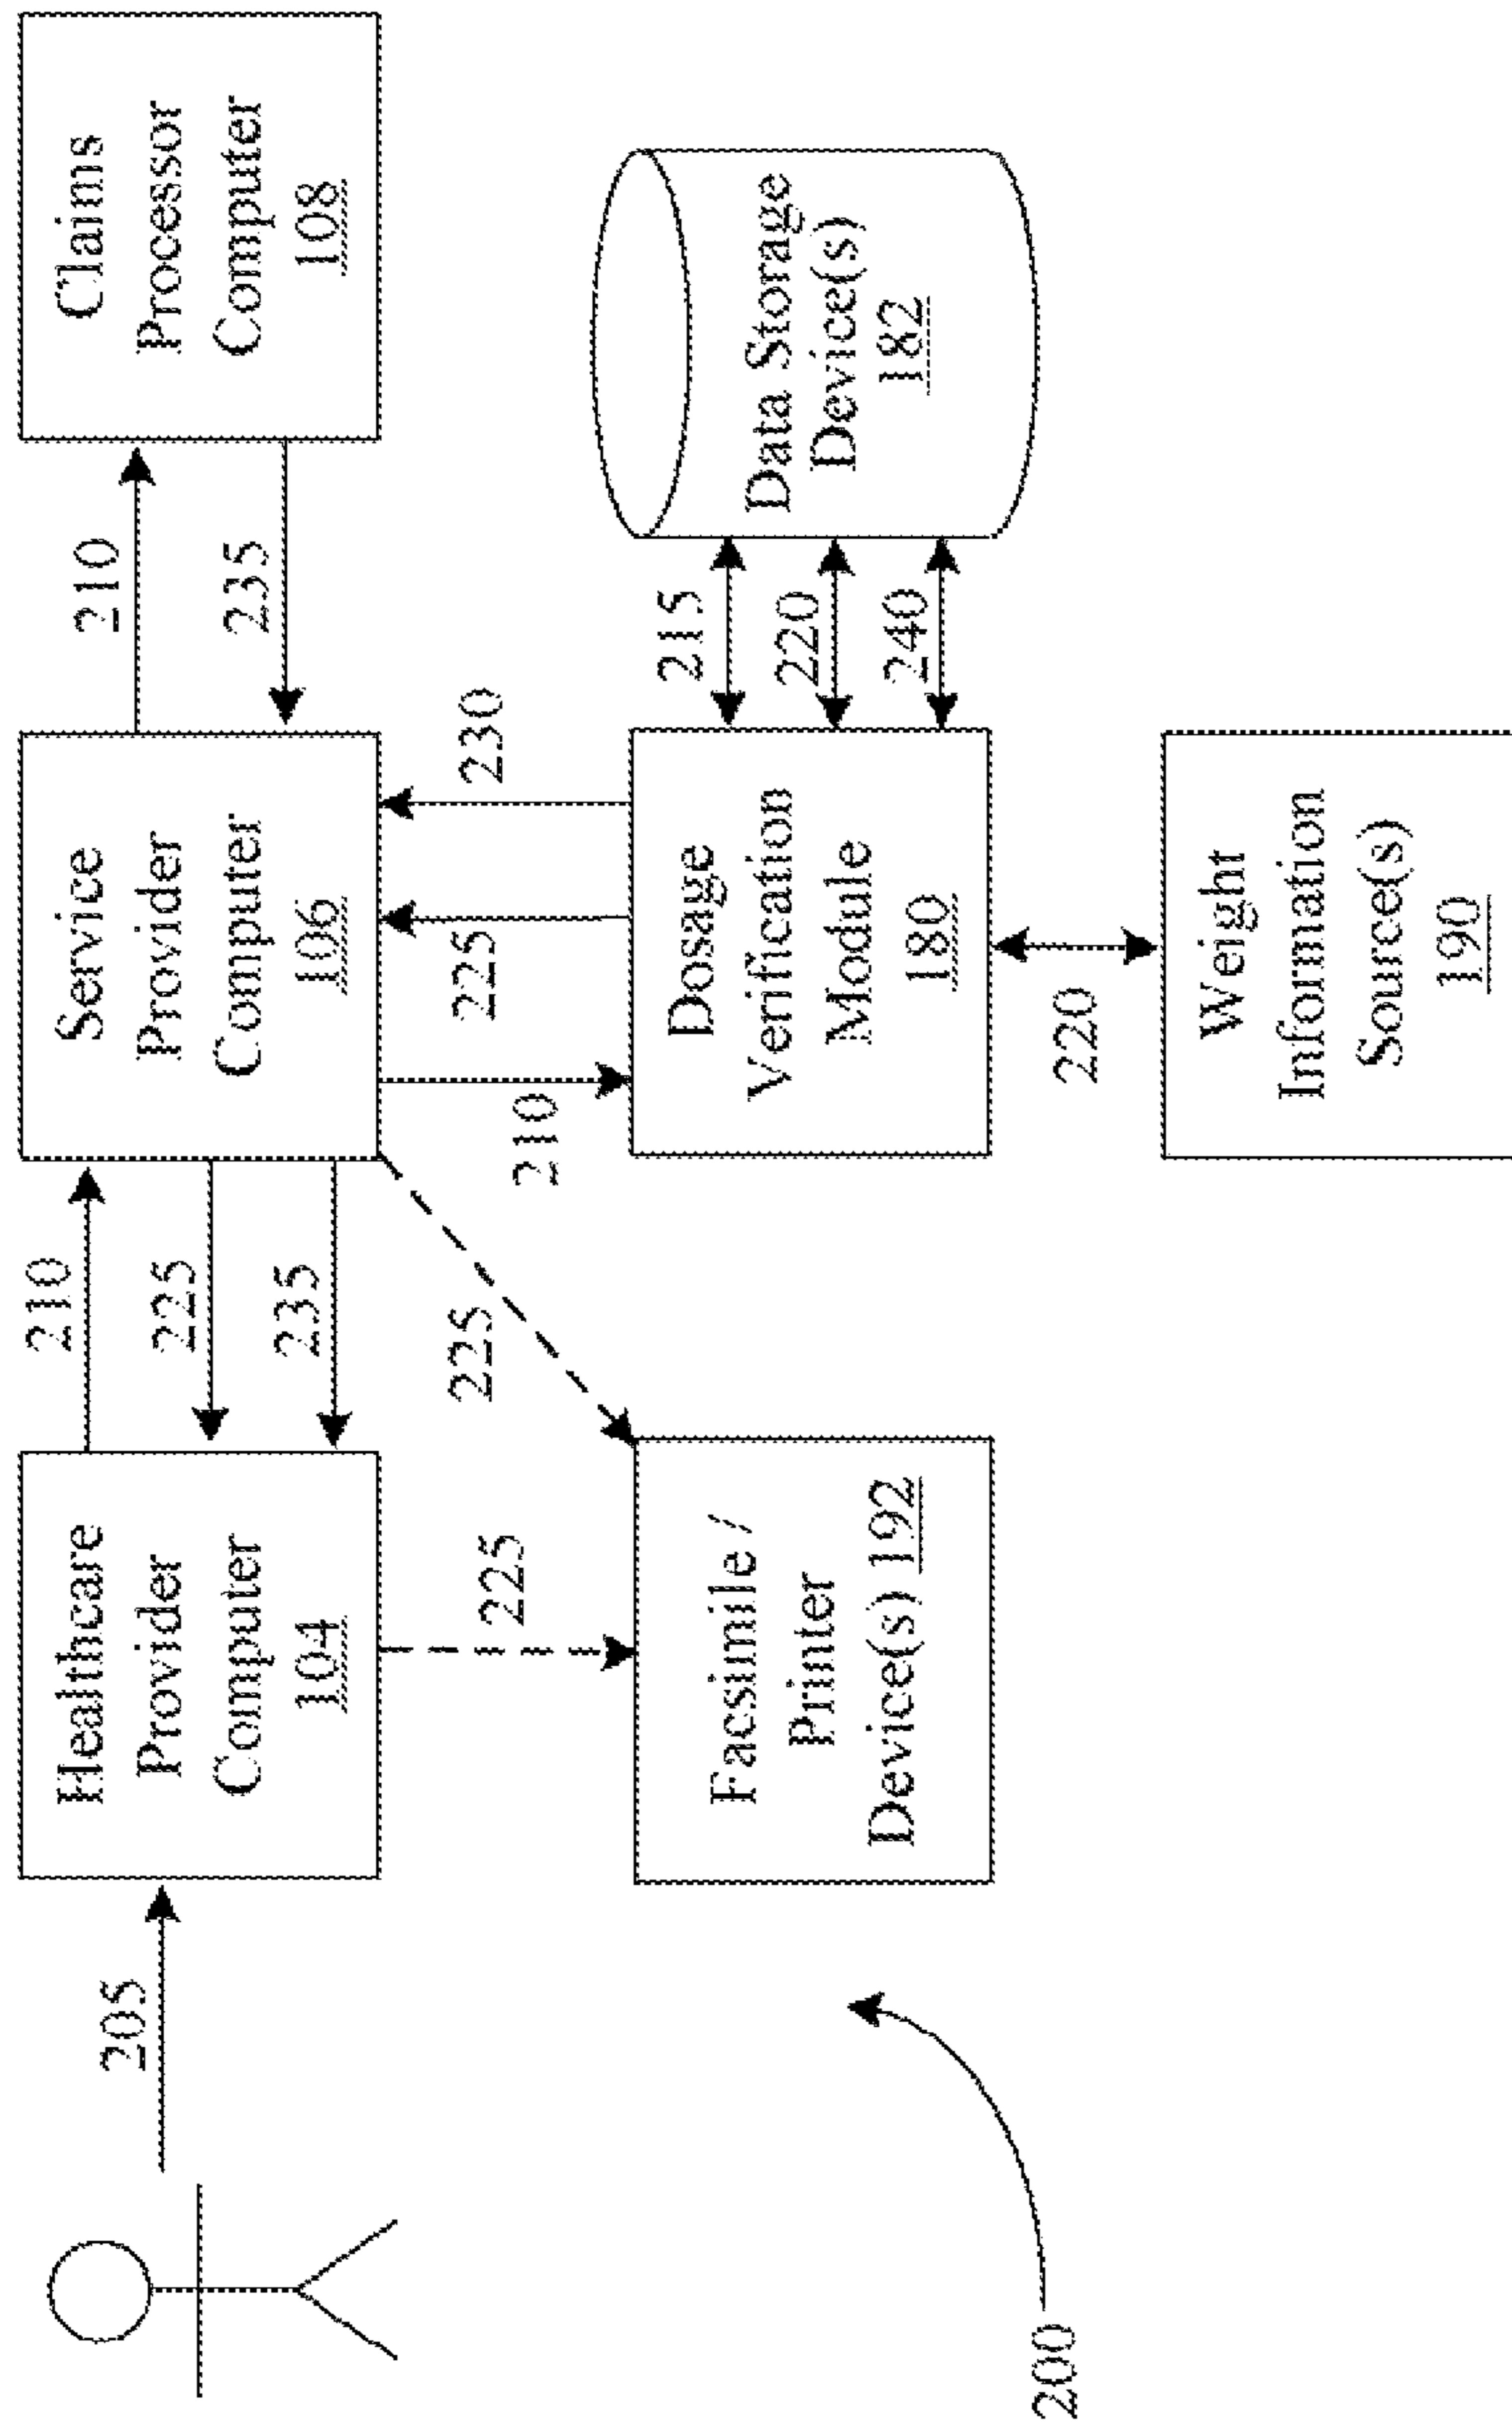 205
Healthcare
Provider
Computer
104
210
225
235
Service
Provider
Computer
106
210
235
Claims
Processor
Computer
108
225
225
210
225
230
Facsimile /
Printer
Device(s) 192
Dosage
Verification
Module
180
215
220
240
Data Storage
Device(s)
182
220
Weight
Information
Source(s)
190
200